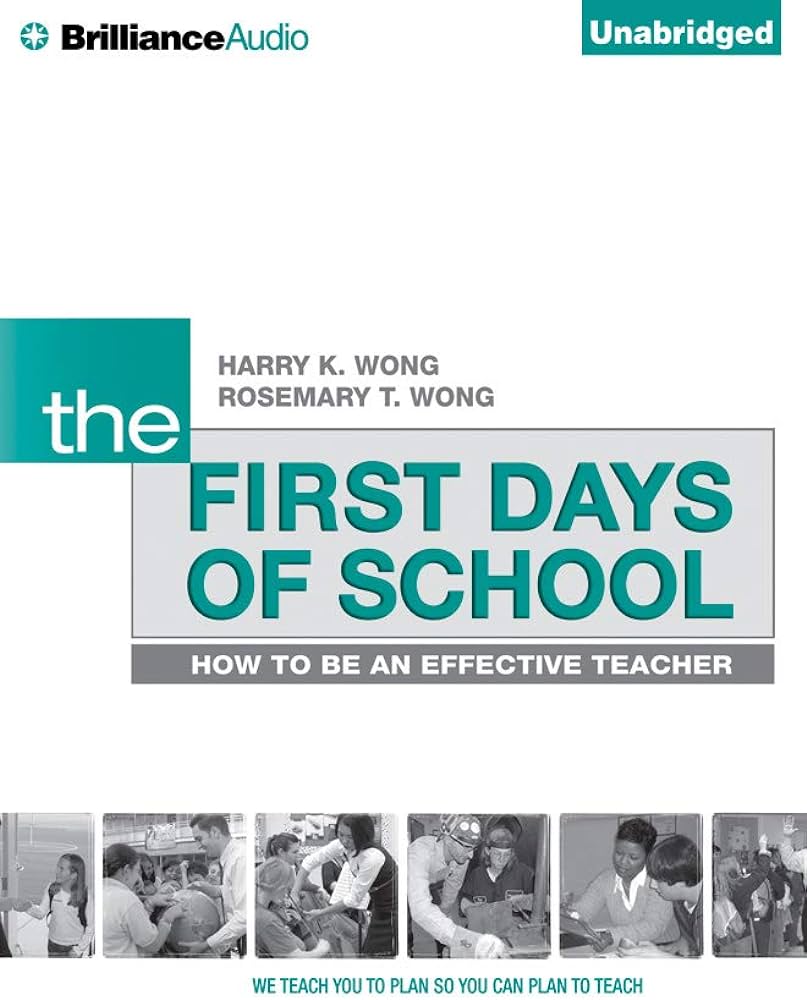 BrillianceAudio
Unabridged
HARRY K. WONG
ROSEMARY T. WONG
the
FIRST DAYS
OF SCHOOL
HOW TO BE AN EFFECTIVE TEACHER
WE TEACH YOU TO PLAN SO YOU CAN PLAN TO TEACH